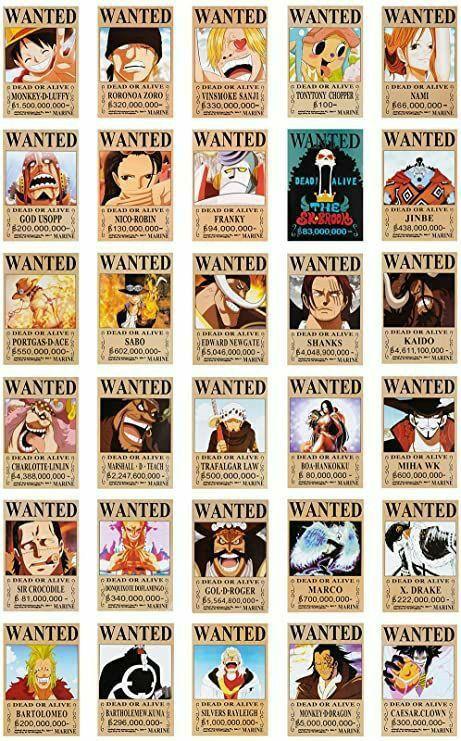 WANTED
DEAD OR ALIVE
MONKEY-D-LUFFY
฿1,500,000,000-
MARINE
WANTED
DEAD OR ALIVE
RORONOA ZORO
฿320,000,000-
MARINE
WANTED
DEAD OR ALIVE
VINSMOKE SANJI
฿330,000,000-
MARINE
WANTED
DEAD OR ALIVE
TONYTONY CHOPPER
฿100-
MARINE
WANTED
DEAD OR ALIVE
NAMI
฿66,000,000-
MARINE
WANTED
DEAD OR ALIVE
GOD USOPP
฿200,000,000-
MARINE
WANTED
DEAD OR ALIVE
NICO·ROBIN
฿130,000,000-
MARINE
WANTED
DEAD OR ALIVE
FRANKY
฿94,000,000-
MARINE
WANTED
DEAD ALIVE
THE
฿83,000,000-
WANTED
DEAD OR ALIVE
JINBE
฿438,000,000-
MARINE
WANTED
DEAD OR ALIVE
PORTGAS·D·ACE
฿550,000,000-
MARINE
WANTED
DEAD OR ALIVE
SABO
฿602,000,000-
MARINE
WANTED
DEAD OR ALIVE
EDWARD NEWGATE
฿5,046,000,000-
MARINE
WANTED
DEAD OR ALIVE
SHANKS
฿4,048,900,000-
MARINE
WANTED
DEAD OR ALIVE
KAIDO
฿4,611,100,000-
MARINE
WANTED
DEAD OR ALIVE
CHARLOTTE·LINLIN
฿4,388,000,000-
MARINE
WANTED
DEAD OR ALIVE
MARSHALL · D · TEACH
฿2,247,600,000-
MARINE
WANTED
DEAD OR ALIVE
TRAFALGAR LAW
฿500,000,000-
MARINE
WANTED
DEAD OR ALIVE
BOA·HANKOKKU
฿ 80,000,000-
MARINE
WANTED
DEAD OR ALIVE
MIHA WK
฿600,000,000-
MARINE
WANTED
DEAD OR ALIVE
SIR CROCODILE
฿ 81,000,000-
MARINE
WANTED
DEAD OR ALIVE
DONQUIXOTE DOFLAMINGO
฿340,000,000-
MARINE
WANTED
DEAD OR ALIVE
GOL·D·ROGER
฿5,564,800,000-
MARINE
WANTED
DEAD OR ALIVE
MARCO
฿700,000,000-
MARINE
WANTED
DEAD OR ALIVE
X. DRAKE
฿222,000,000-
MARINE
WANTED
DEAD OR ALIVE
BARTOLOMEO
฿200,000,000-
MARINE
WANTED
DEAD OR ALIVE
BARTHOLEMEW.KUMA
฿296,000,000-
MARINE
WANTED
DEAD OR ALIVE
SILVERS RAYLEIGH
฿1,000,000,000-
MARINE
WANTED
DEAD OR ALIVE
MONKEY·D·DRAGON
฿5,000,000,000-
MARINE
WANTED
DEAD OR ALIVE
CAESAR.CLOWN
฿300,000,000-
MARINE